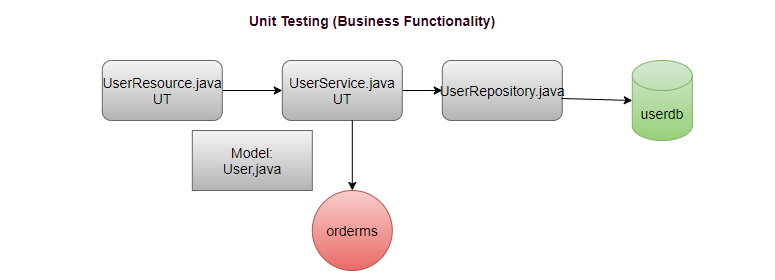 Unit Testing (Business Functionality)
UserResource.java
UT
UserService.java
UT
UserRepository.java
userdb
Model:
User,java
orderms